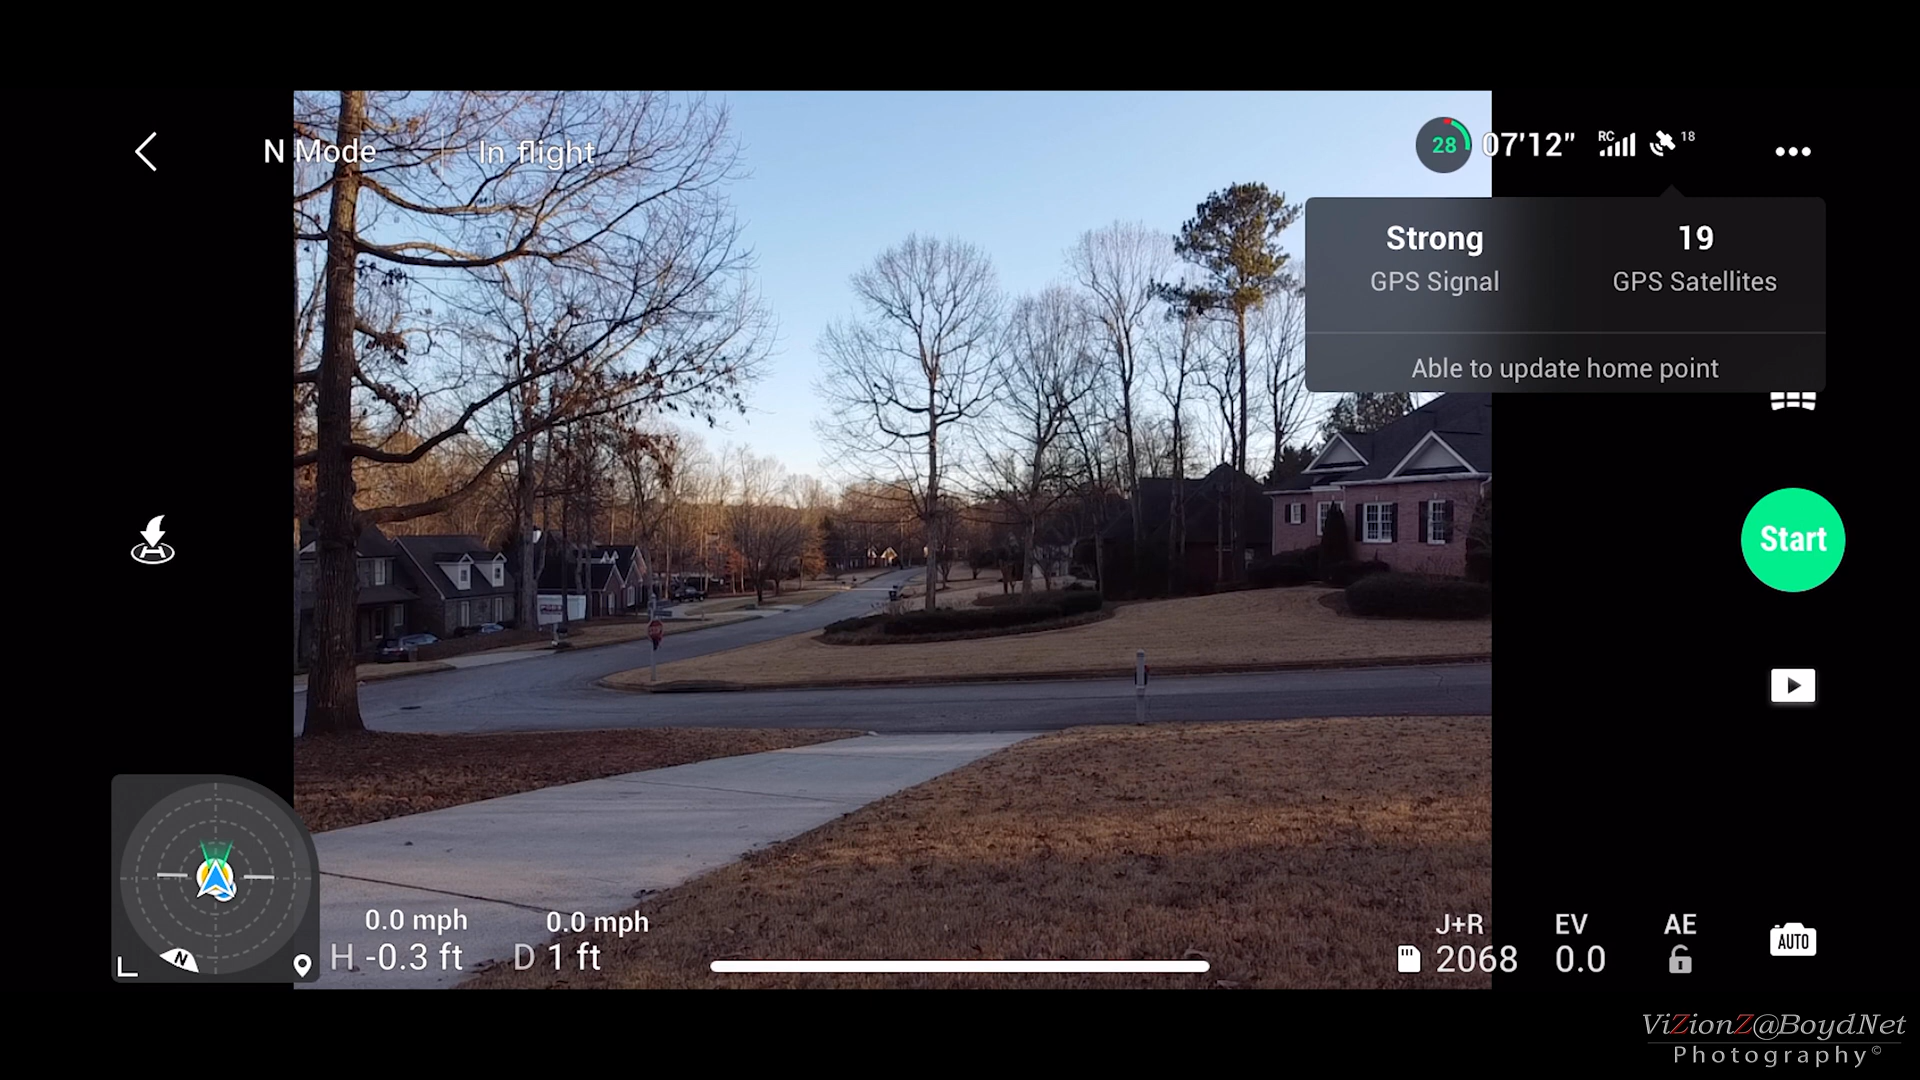 N Mode
In flight
28
07'12"
RC
18
Strong
19
GPS Signal
GPS Satellites
Able to update home point
Start
0.0 mph
0.0 mph
H -0.3 ft
D 1 ft
N
J+R
EV
AE
2068
0.0
AUTO
ViZionZ@BoydNet
Photography©